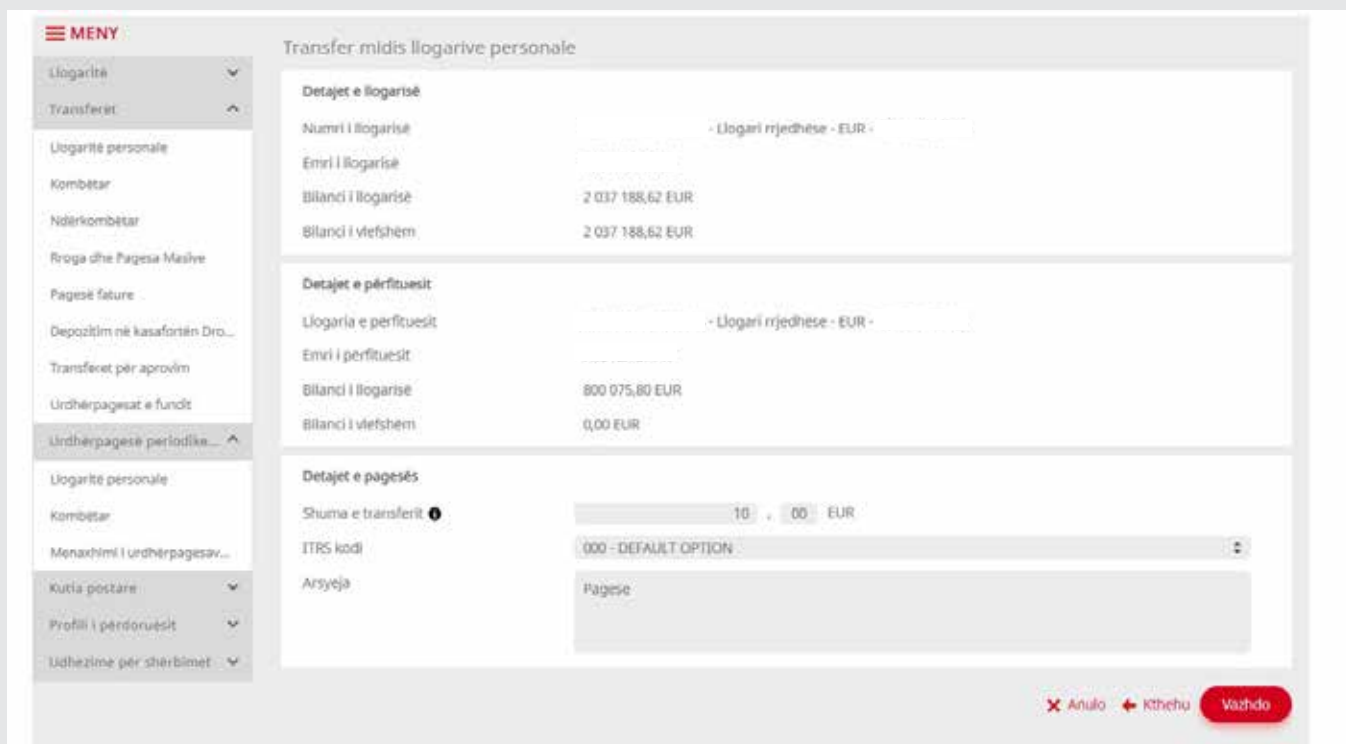 MENY
Llogaritë
Transferet
Llogaritë personale
Kombëtar
Ndërkombëtar
Rroga dhe Pagesa Masive
Pagesë fature
Depozitim në kasafortën Dro...
Transferet për aprovim
Urdhërpagesat e fundit
Urdhërpagesë periodike...
Llogaritë personale
Kombëtar
Menaxhimi i urdhërpagesav...
Kutia postare
Profili i përdoruesit
Udhëzime për shërbimet
Transfer midis llogarive personale
Detajet e llogarisë
Numri i llogarisë - Llogari rrjedhëse - EUR -
Emri i llogarisë
Bilanci i llogarisë 2 037 188,62 EUR
Bilanci i vlefshëm 2 037 188,62 EUR
Detajet e përfituesit
Llogaria e përfituesit - Llogari rrjedhëse - EUR -
Emri i përfituesit
Bilanci i llogarisë 800 075,80 EUR
Bilanci i vlefshëm 0,00 EUR
Detajet e pagesës
Shuma e transferit 10 , 00 EUR
ITRS kodi 000 - DEFAULT OPTION
Arsyeja Pagese
Anulo Kthehu Vazhdo